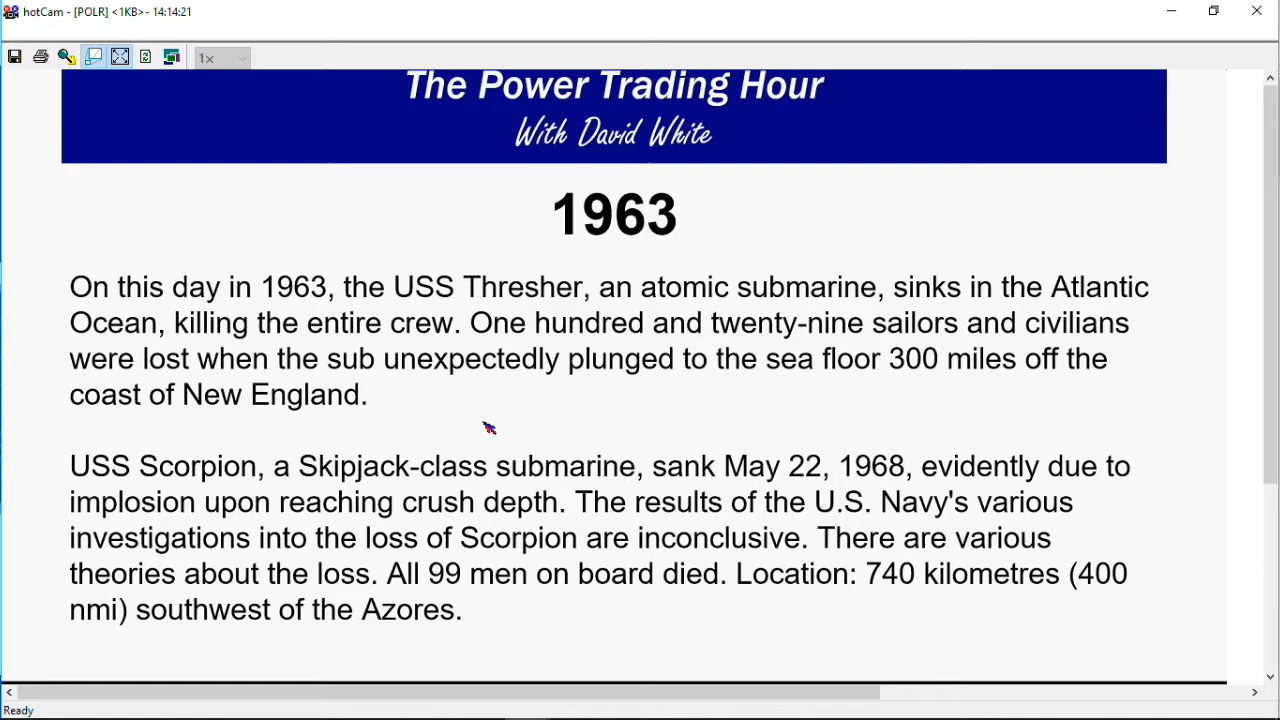 hotCam - [POLR] <1KB> - 14:14:21
1x
The Power Trading Hour
With David White
1963
On this day in 1963, the USS Thresher, an atomic submarine, sinks in the Atlantic
Ocean, killing the entire crew. One hundred and twenty-nine sailors and civilians
were lost when the sub unexpectedly plunged to the sea floor 300 miles off the
coast of New England.
USS Scorpion, a Skipjack-class submarine, sank May 22, 1968, evidently due to
implosion upon reaching crush depth. The results of the U.S. Navy's various
investigations into the loss of Scorpion are inconclusive. There are various
theories about the loss. All 99 men on board died. Location: 740 kilometres (400
nmi) southwest of the Azores.
Ready